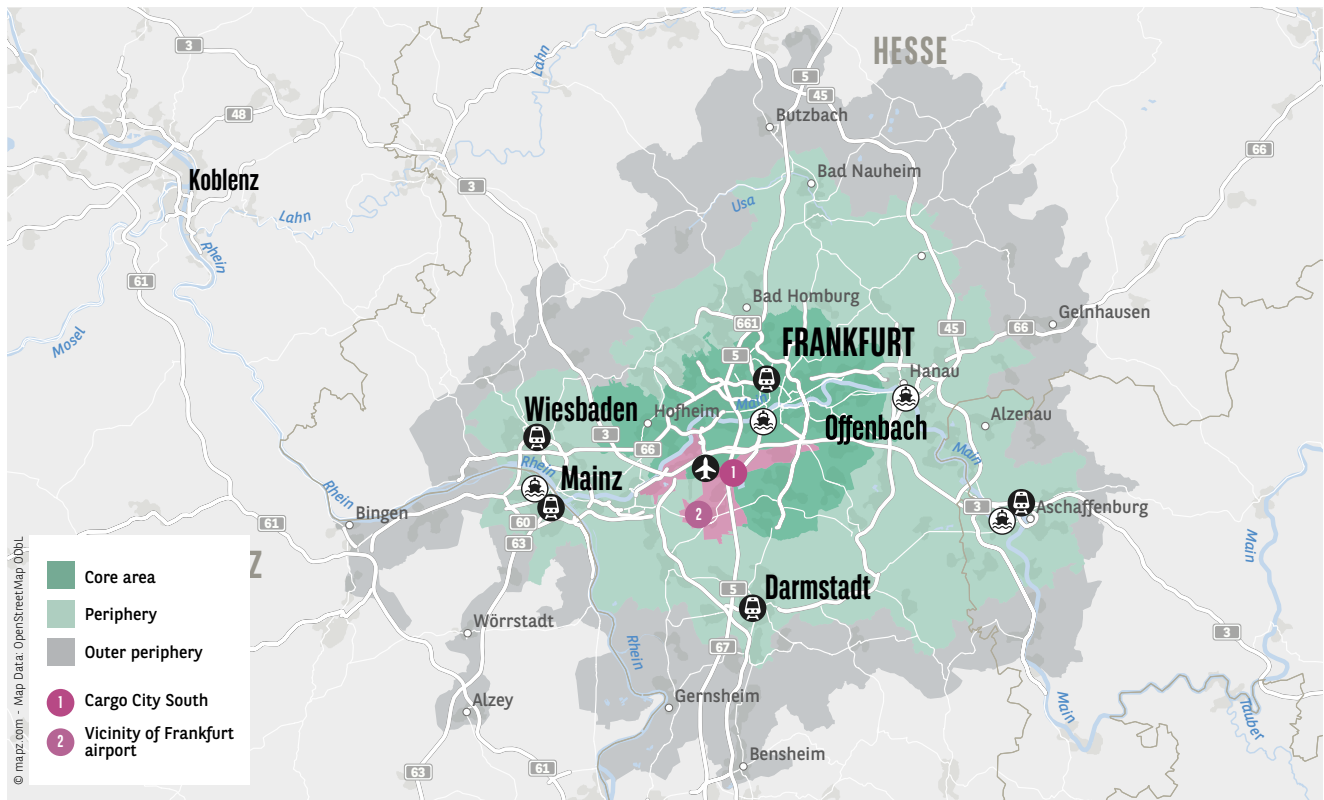 HESSE
3
Lahn
5
45
Butzbach
48
66
Koblenz
3
Bad Nauheim
Usa
Lahn
Rhein
61
Bad Homburg
Gelnhausen
661
45
66
Mosel
FRANKFURT
5
Hanau
Main
Wiesbaden
Hofheim
Offenbach
Alzenau
3
66
Main
Rhein
Mainz
1
Rhein
2
3
Aschaffenburg
Bingen
61
60
63
Main
Z
Core area
Periphery
Outer periphery
1 Cargo City South
2 Vicinity of Frankfurt
airport
5
Darmstadt
Wörrstadt
3
67
Rhein
Gernsheim
Alzey
Main
Tauber
Bensheim
63
61
© mapz.com - Map Data: OpenStreetMap ODbL